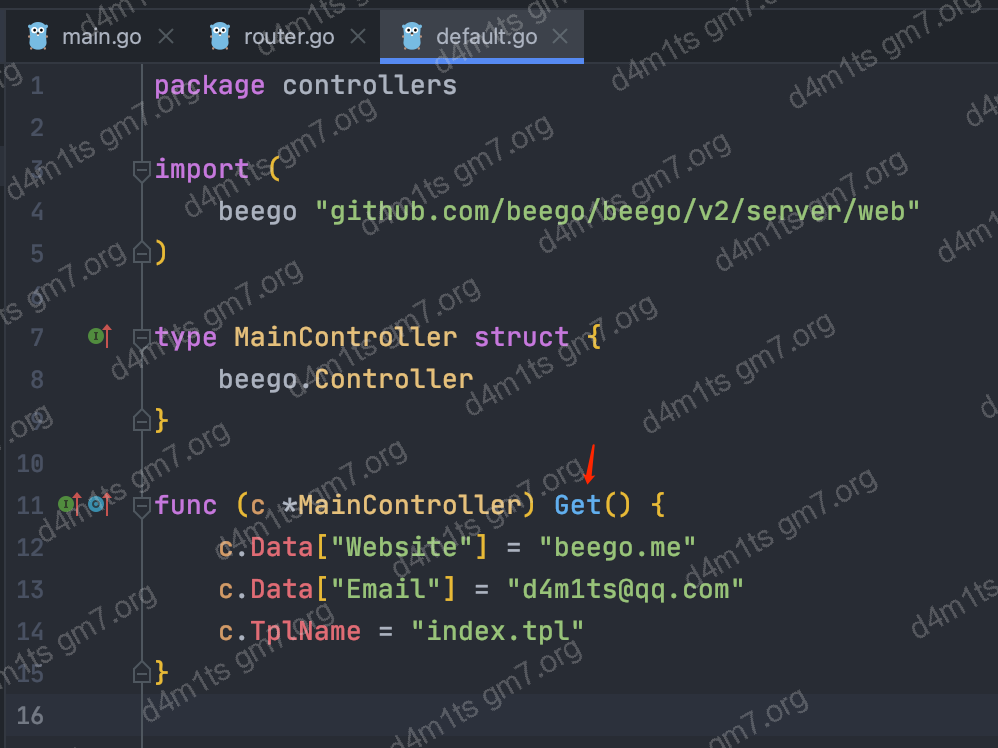 main.go router.go default.go
1 package controllers
2
3 import (
4 beego "github.com/beego/beego/v2/server/web"
5 )
6
7 type MainController struct {
8 beego.Controller
9 }
10
11 func (c *MainController) Get() {
12 c.Data["Website"] = "beego.me"
13 c.Data["Email"] = "d4m1ts@qq.com"
14 c.TplName = "index.tpl"
15 }
16
d4m1ts gm7.org